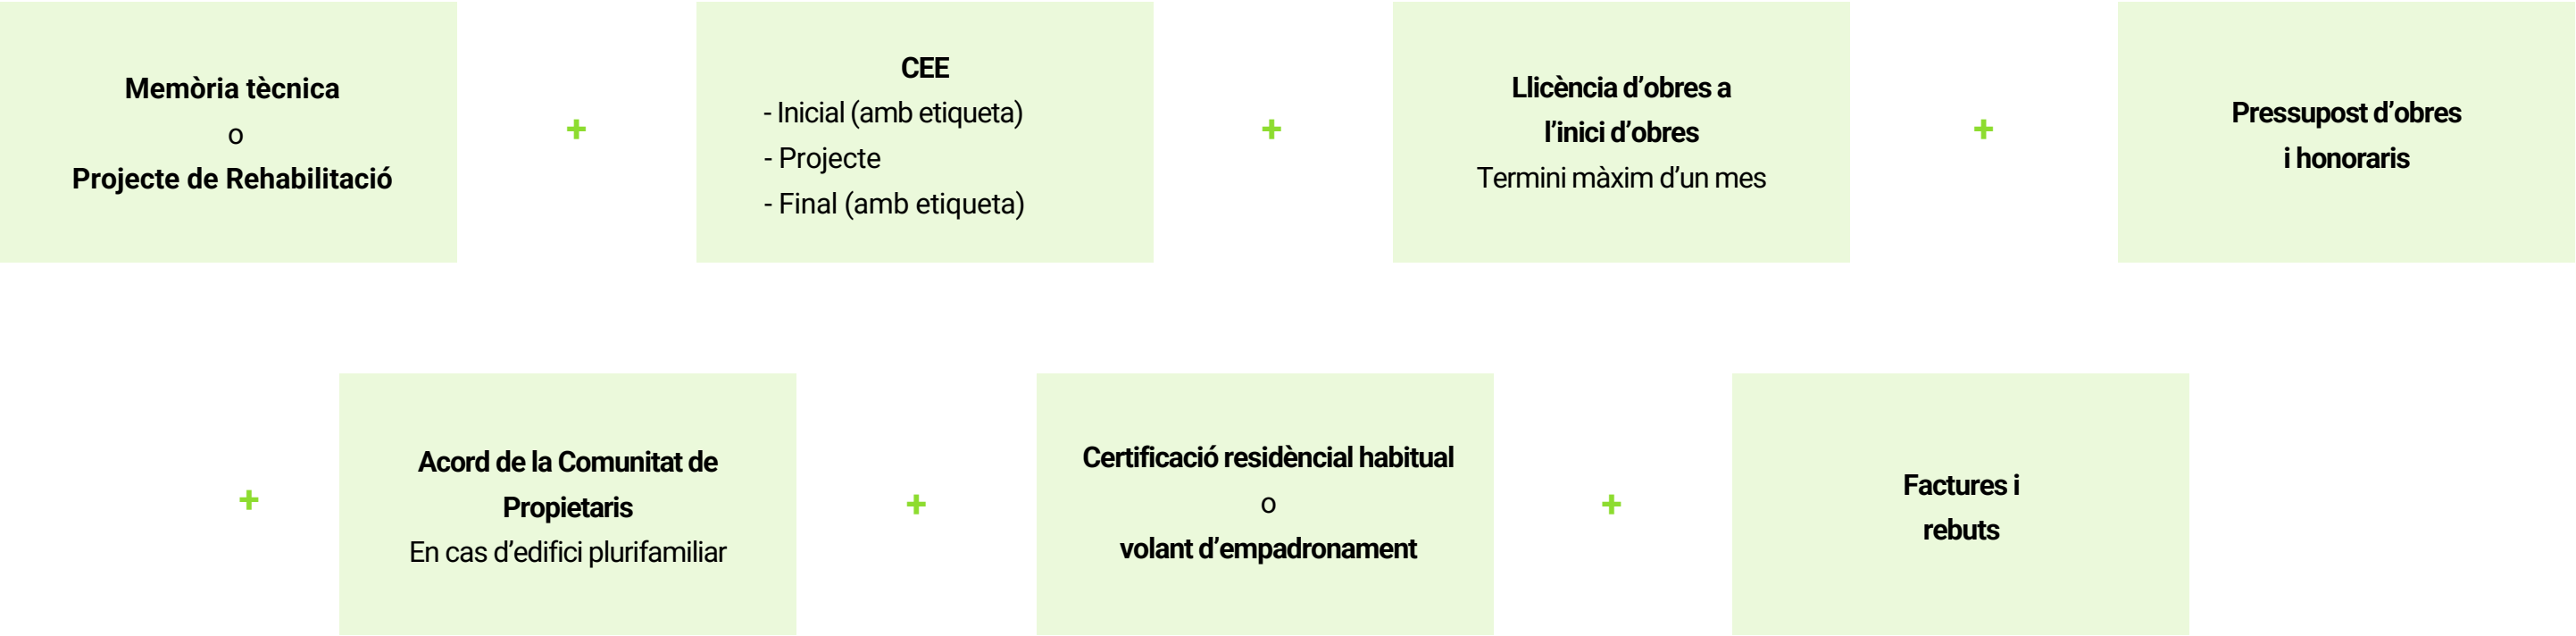 Memòria tècnica
o
Projecte de Rehabilitació
+
CEE
- Inicial (amb etiqueta)
- Projecte
- Final (amb etiqueta)
+
Llicència d’obres a
l’inici d’obres
Termini màxim d’un mes
+
Pressupost d’obres
i honoraris
+
Acord de la Comunitat de
Propietaris
En cas d’edifici plurifamiliar
+
Certificació residèncial habitual
o
volant d’empadronament
+
Factures i
rebuts